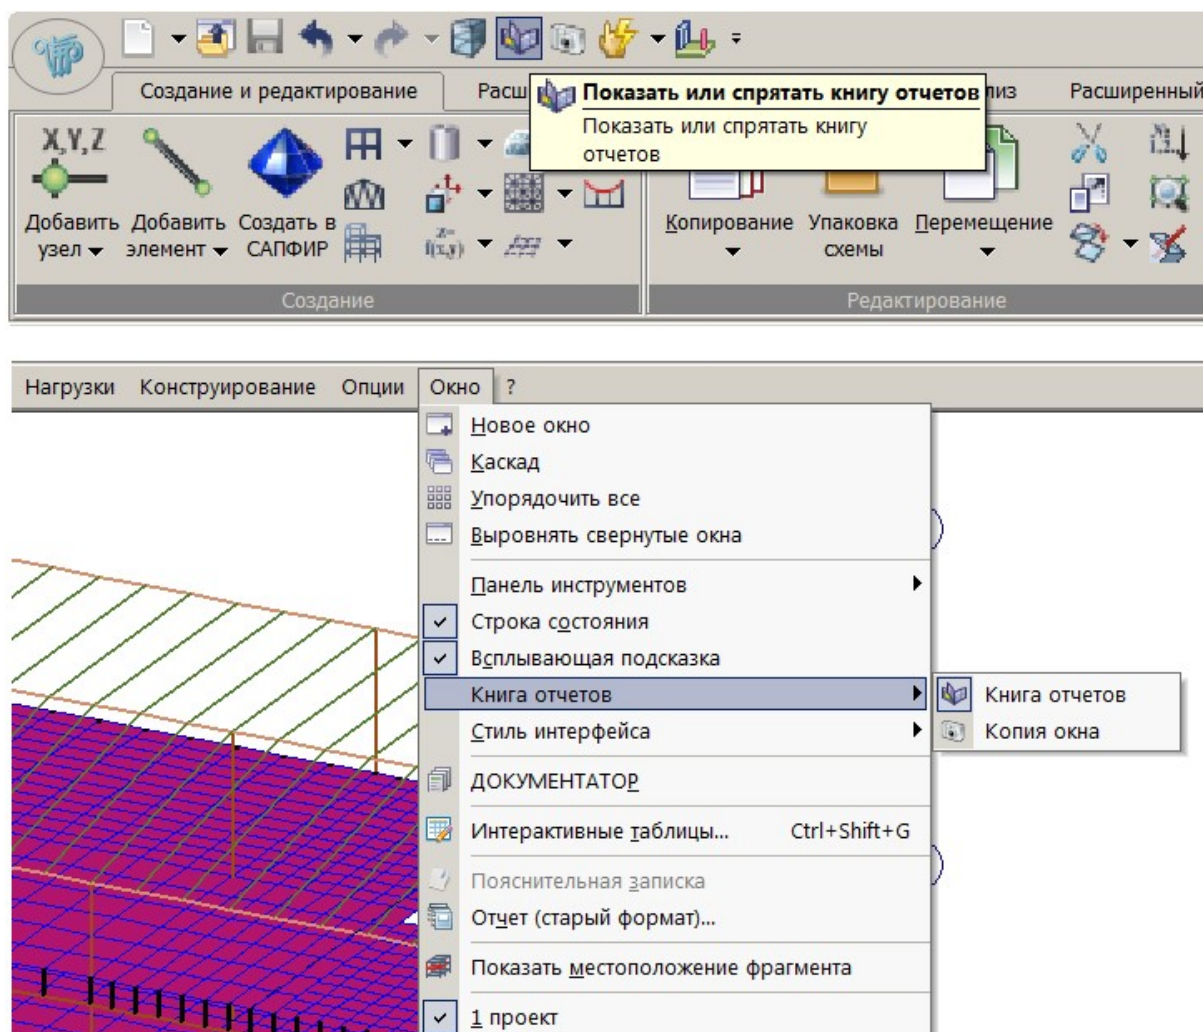 Создание и редактирование
Расш
Показать или спрятать книгу отчетов
лиз
Расширенный
Показать или спрятать книгу
отчетов
X,Y,Z
Добавить
узел
Добавить
элемент
Создать в
САПФИР
z=
f(x,y)
Копирование
Упаковка
схемы
Перемещение
Создание
Редактирование
Нагрузки Конструирование Опции Окно ?
Новое окно
Каскад
Упорядочить все
Выровнять свернутые окна
Панель инструментов
Строка состояния
Всплывающая подсказка
Книга отчетов
Книга отчетов
Стиль интерфейса
Копия окна
ДОКУМЕНТАТОР
Интерактивные таблицы... Ctrl+Shift+G
Пояснительная записка
Отчет (старый формат)...
Показать местоположение фрагмента
1 проект